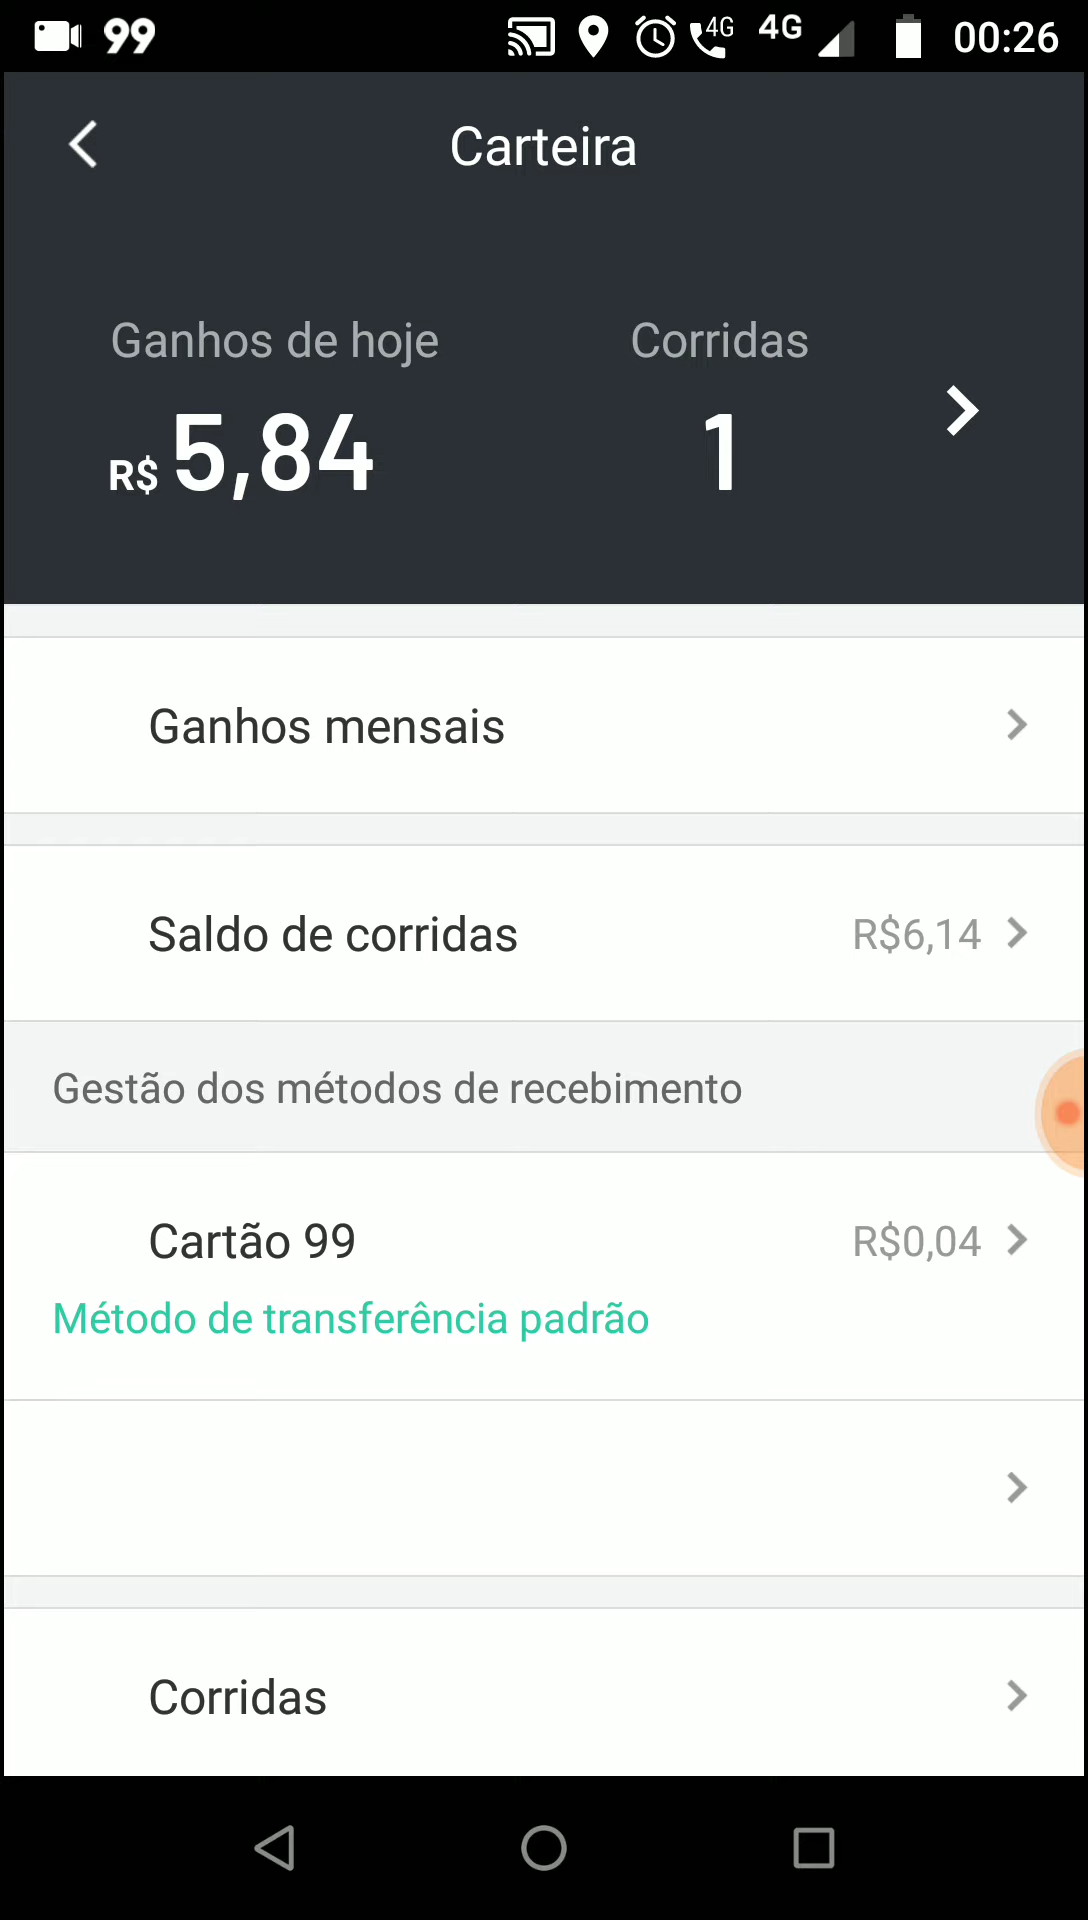 99 4G 4G 00:26
Carteira
Ganhos de hoje Corridas
R$ 5,84 1
Ganhos mensais
Saldo de corridas R$6,14
Gestão dos métodos de recebimento
Cartão 99 R$0,04
Método de transferência padrão
Corridas